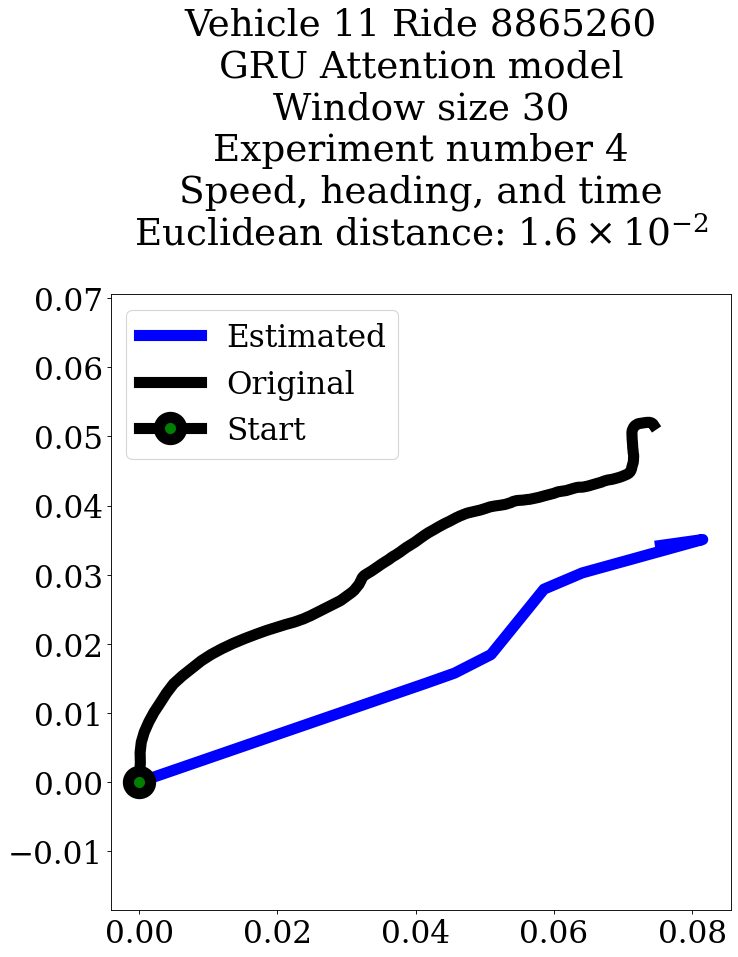 Vehicle 11 Ride 8865260
GRU Attention model
Window size 30
Experiment number 4
Speed, heading, and time
Euclidean distance: 1.6 × 10⁻²
0.07
0.06
0.05
0.04
0.03
0.02
0.01
0.00
−0.01
Estimated
Original
Start
0.00 0.02 0.04 0.06 0.08